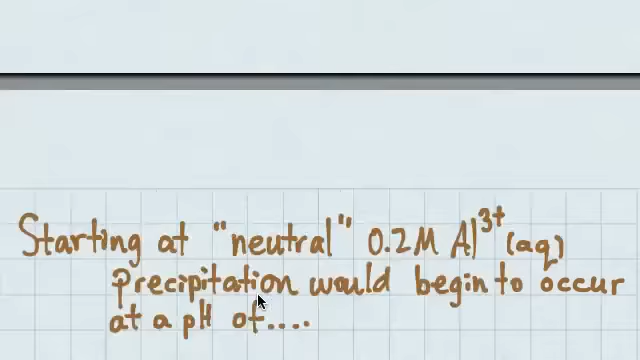 Starting at "neutral" 0.2M Al³⁺(aq)
precipitation would begin to occur
at a pH of....